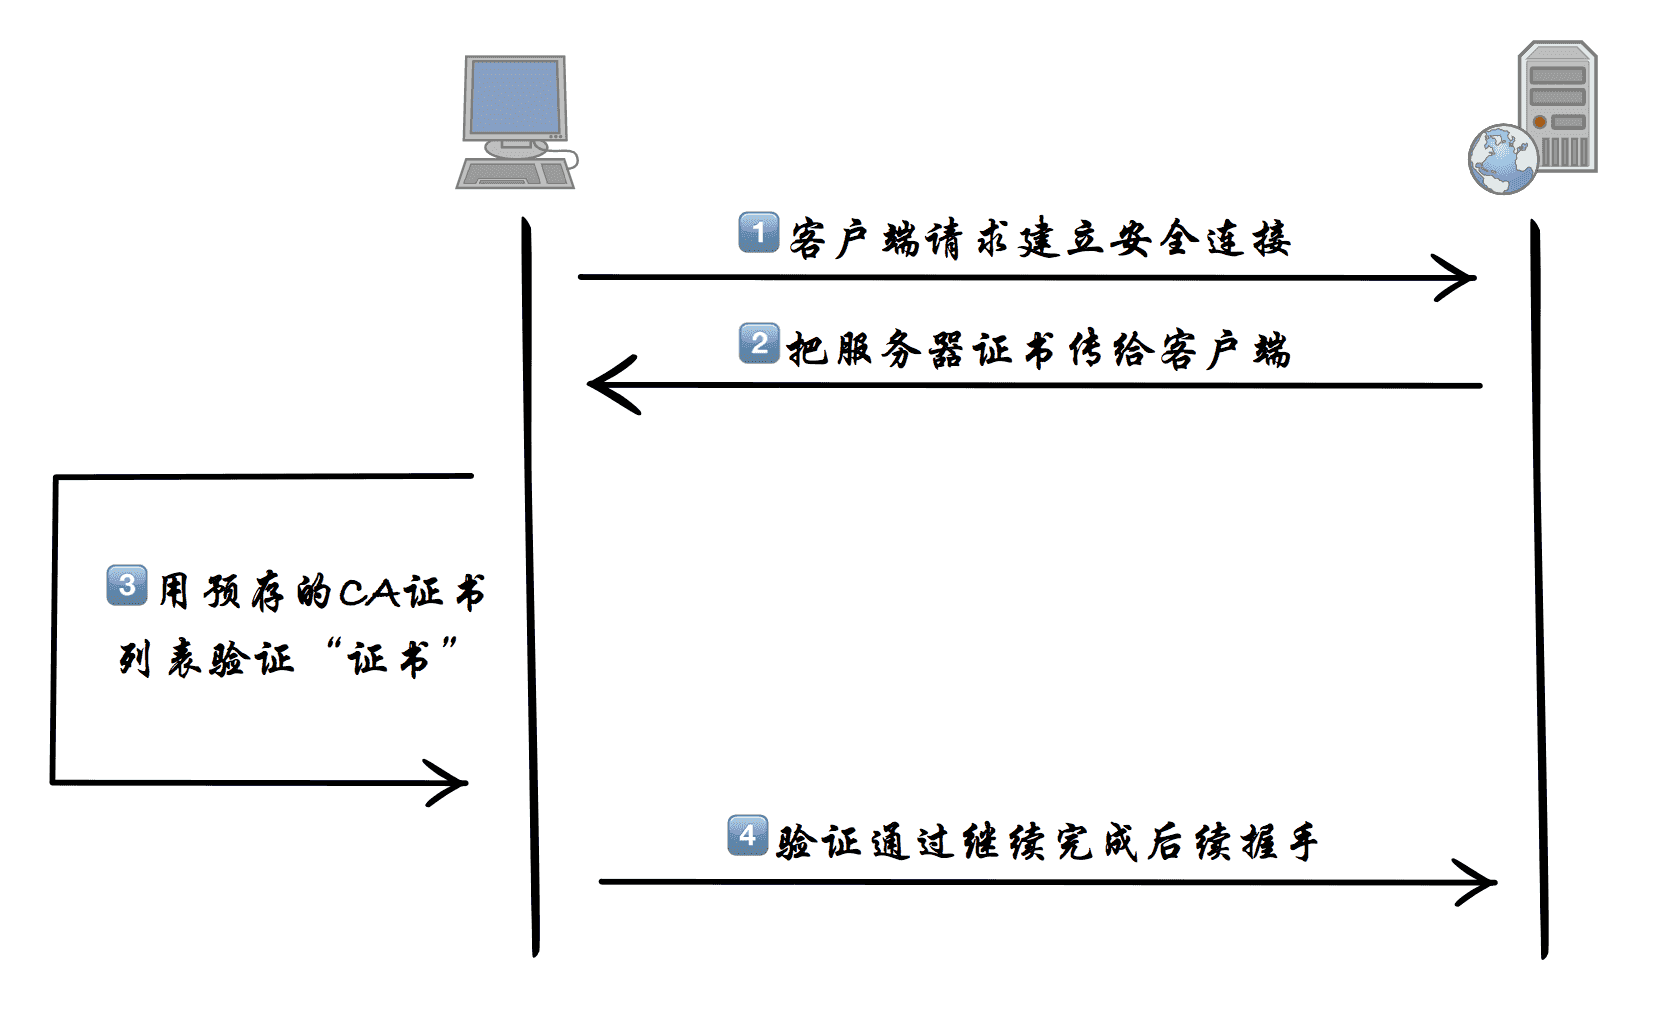 1 客户端请求建立安全连接
2 把服务器证书传给客户端
3 用预存的CA证书
列表验证“证书”
4 验证通过继续完成后续握手